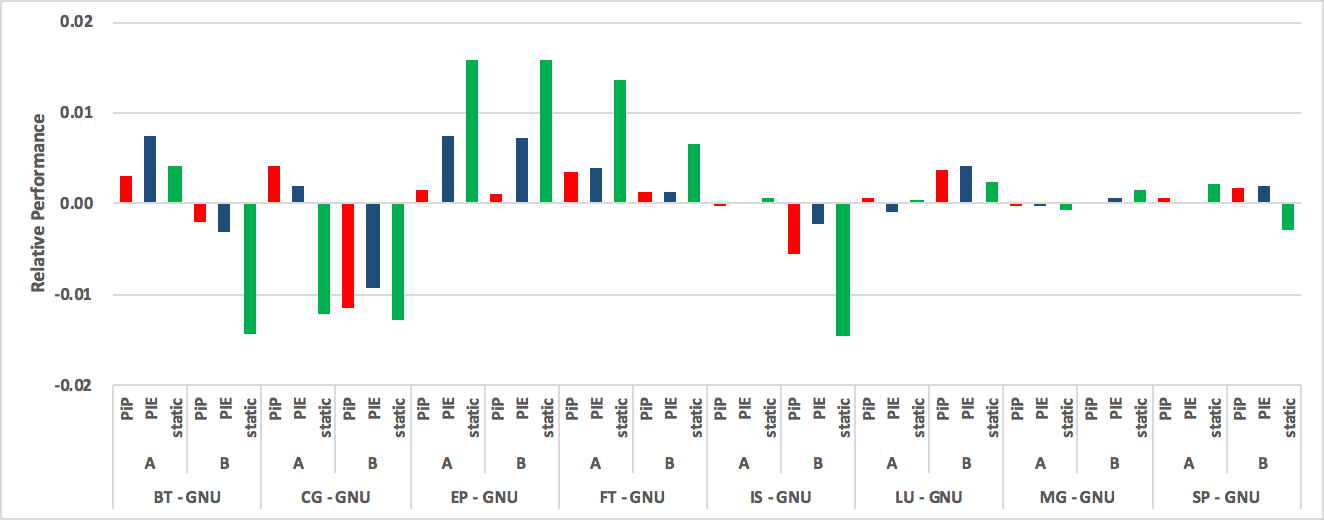 0.02
0.01
0.00
-0.01
-0.02
Relative Performance
PiP PIE static PiP PIE static PiP PIE static PiP PIE static PiP PIE static PiP PIE static PiP PIE static PiP PIE static PiP PIE static PiP PIE static PiP PIE static PiP PIE static PiP PIE static PiP PIE static PIP PIE static PiP PIE static
A B A B A B A B A B A B A B A B
BT - GNU CG - GNU EP - GNU FT - GNU IS - GNU LU - GNU MG - GNU SP - GNU